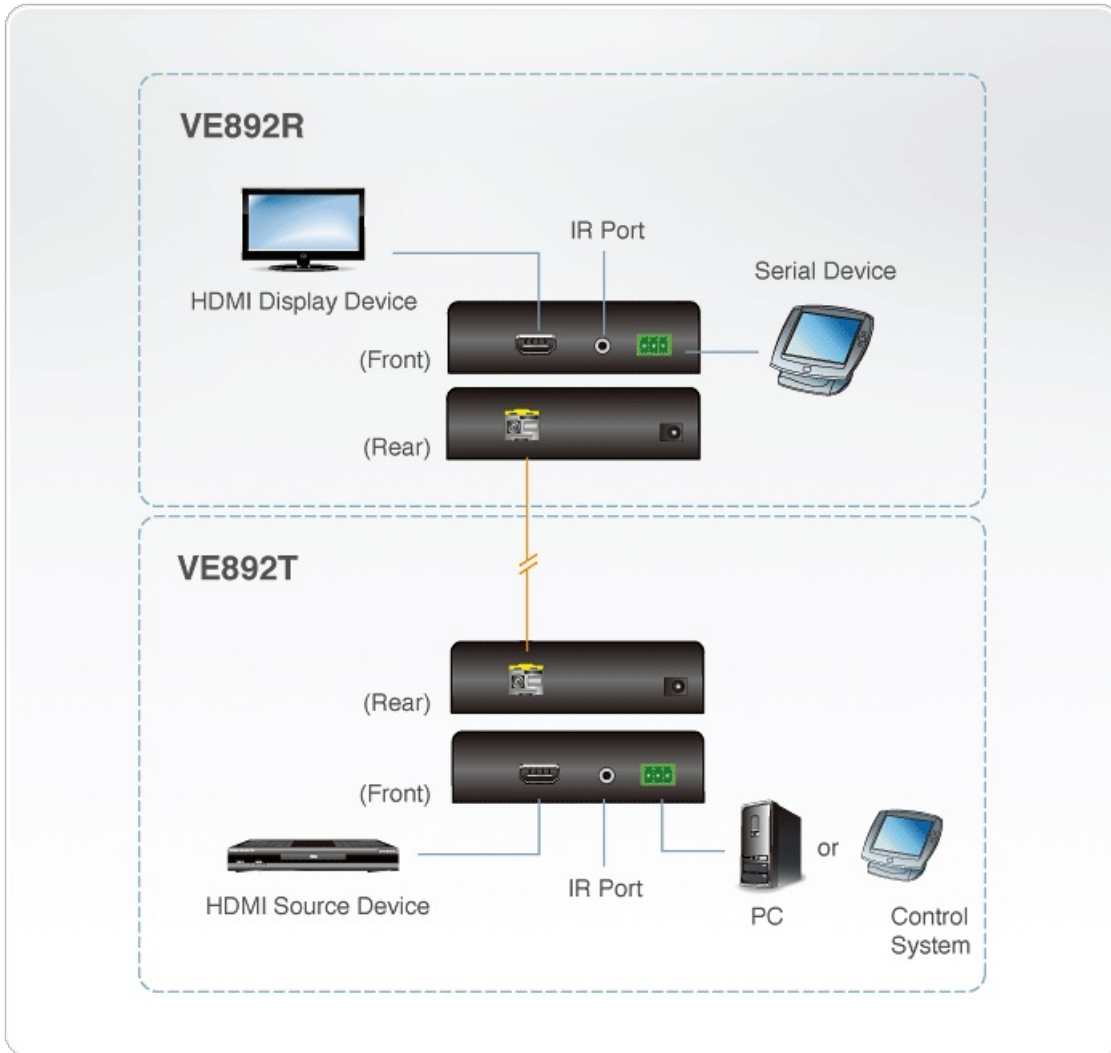 VE892R
IR Port
Serial Device
HDMI Display Device
(Front)
(Rear)
VE892T
(Rear)
(Front)
HDMI Source Device
IR Port
or
PC
Control
System